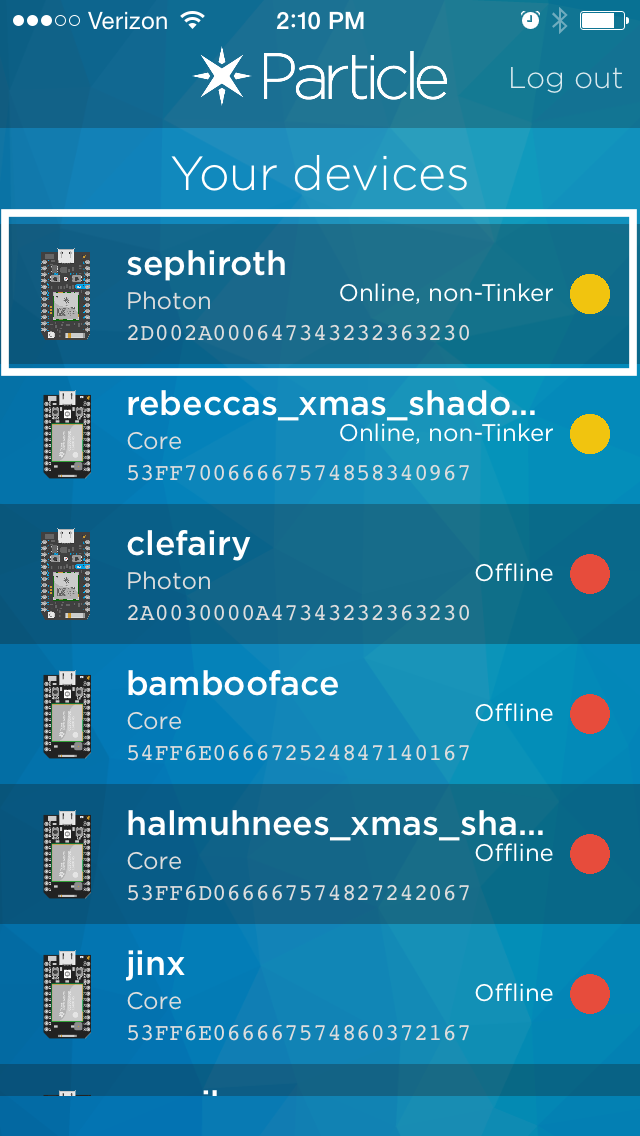 Verizon 2:10 PM
Particle Log out
Your devices
sephiroth
Photon Online, non-Tinker
2D002A000647343232363230
rebeccas_xmas_shado...
Core Online, non-Tinker
53FF70066667574858340967
clefairy
Photon Offline
2A0030000A47343232363230
bambooface
Core Offline
54FF6E066672524847140167
halmuhnees_xmas_sha...
Core Offline
53FF6D066667574827242067
jinx
Core Offline
53FF6E066667574860372167